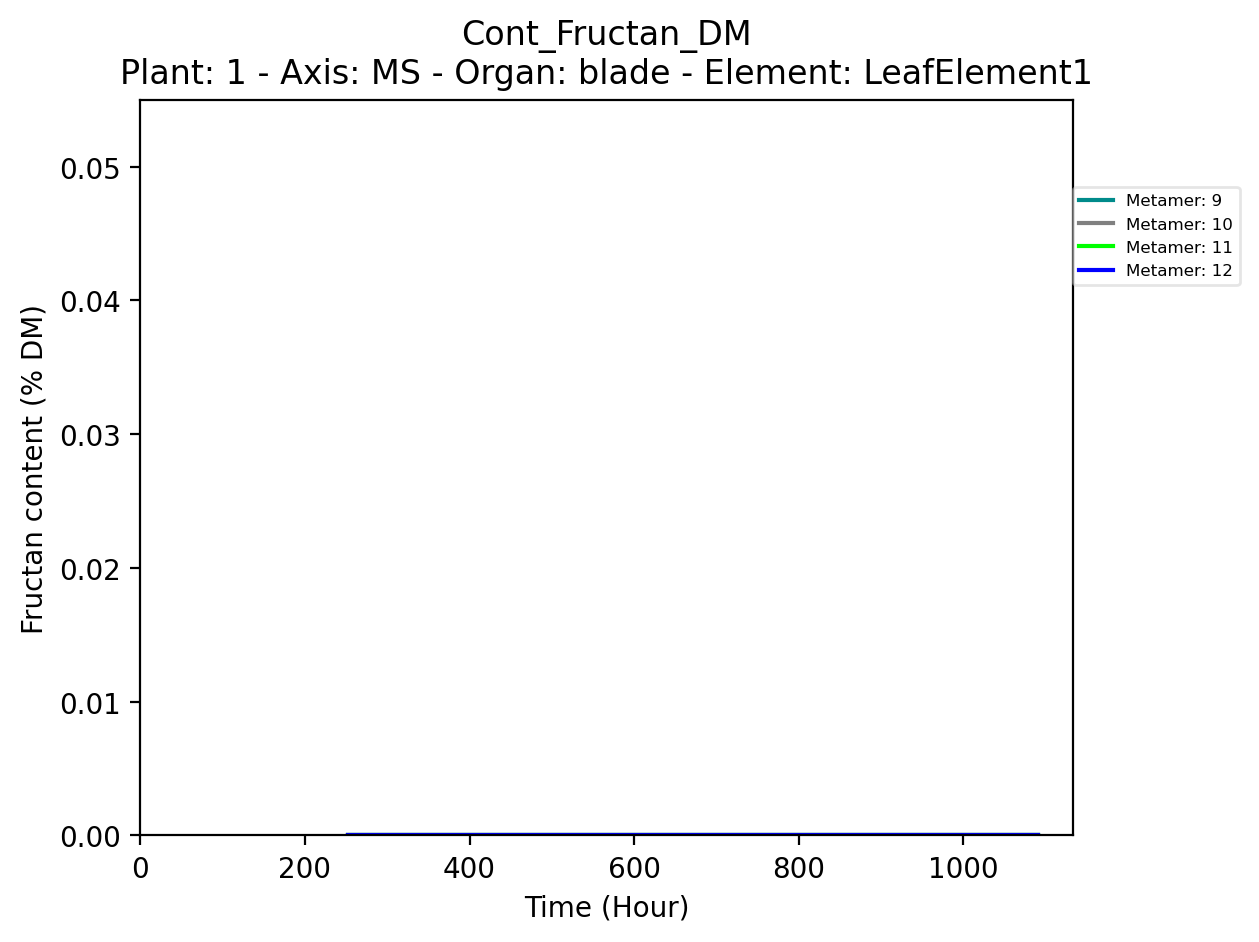 Cont_Fructan_DM
Plant: 1 - Axis: MS - Organ: blade - Element: LeafElement1
Fructan content (% DM)
0.05
0.04
0.03
0.02
0.01
0.00
0 200 400 600 800 1000
Time (Hour)
Metamer: 9
Metamer: 10
Metamer: 11
Metamer: 12